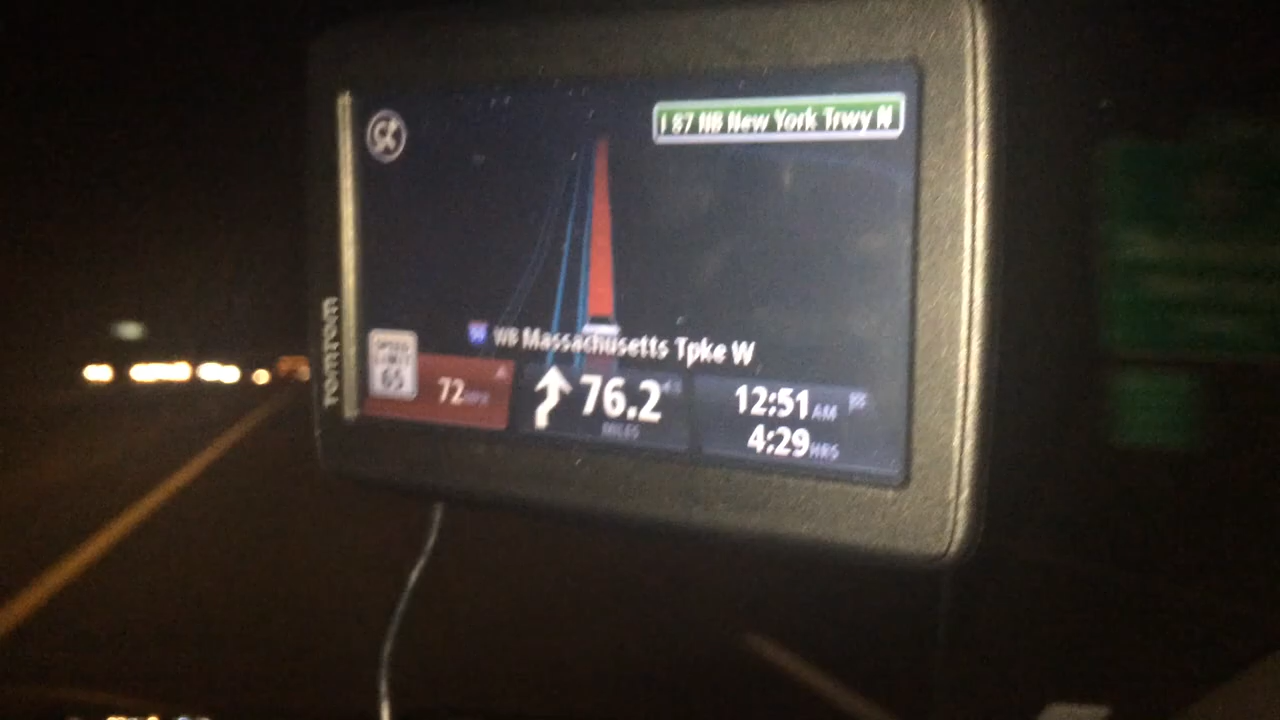 I 87 NB New York Trwy N
WB Massachusetts Tpke W
SPEED
LIMIT
65
72
76.2
MILES
12:51 AM
4:29 HRS
TOMTOM